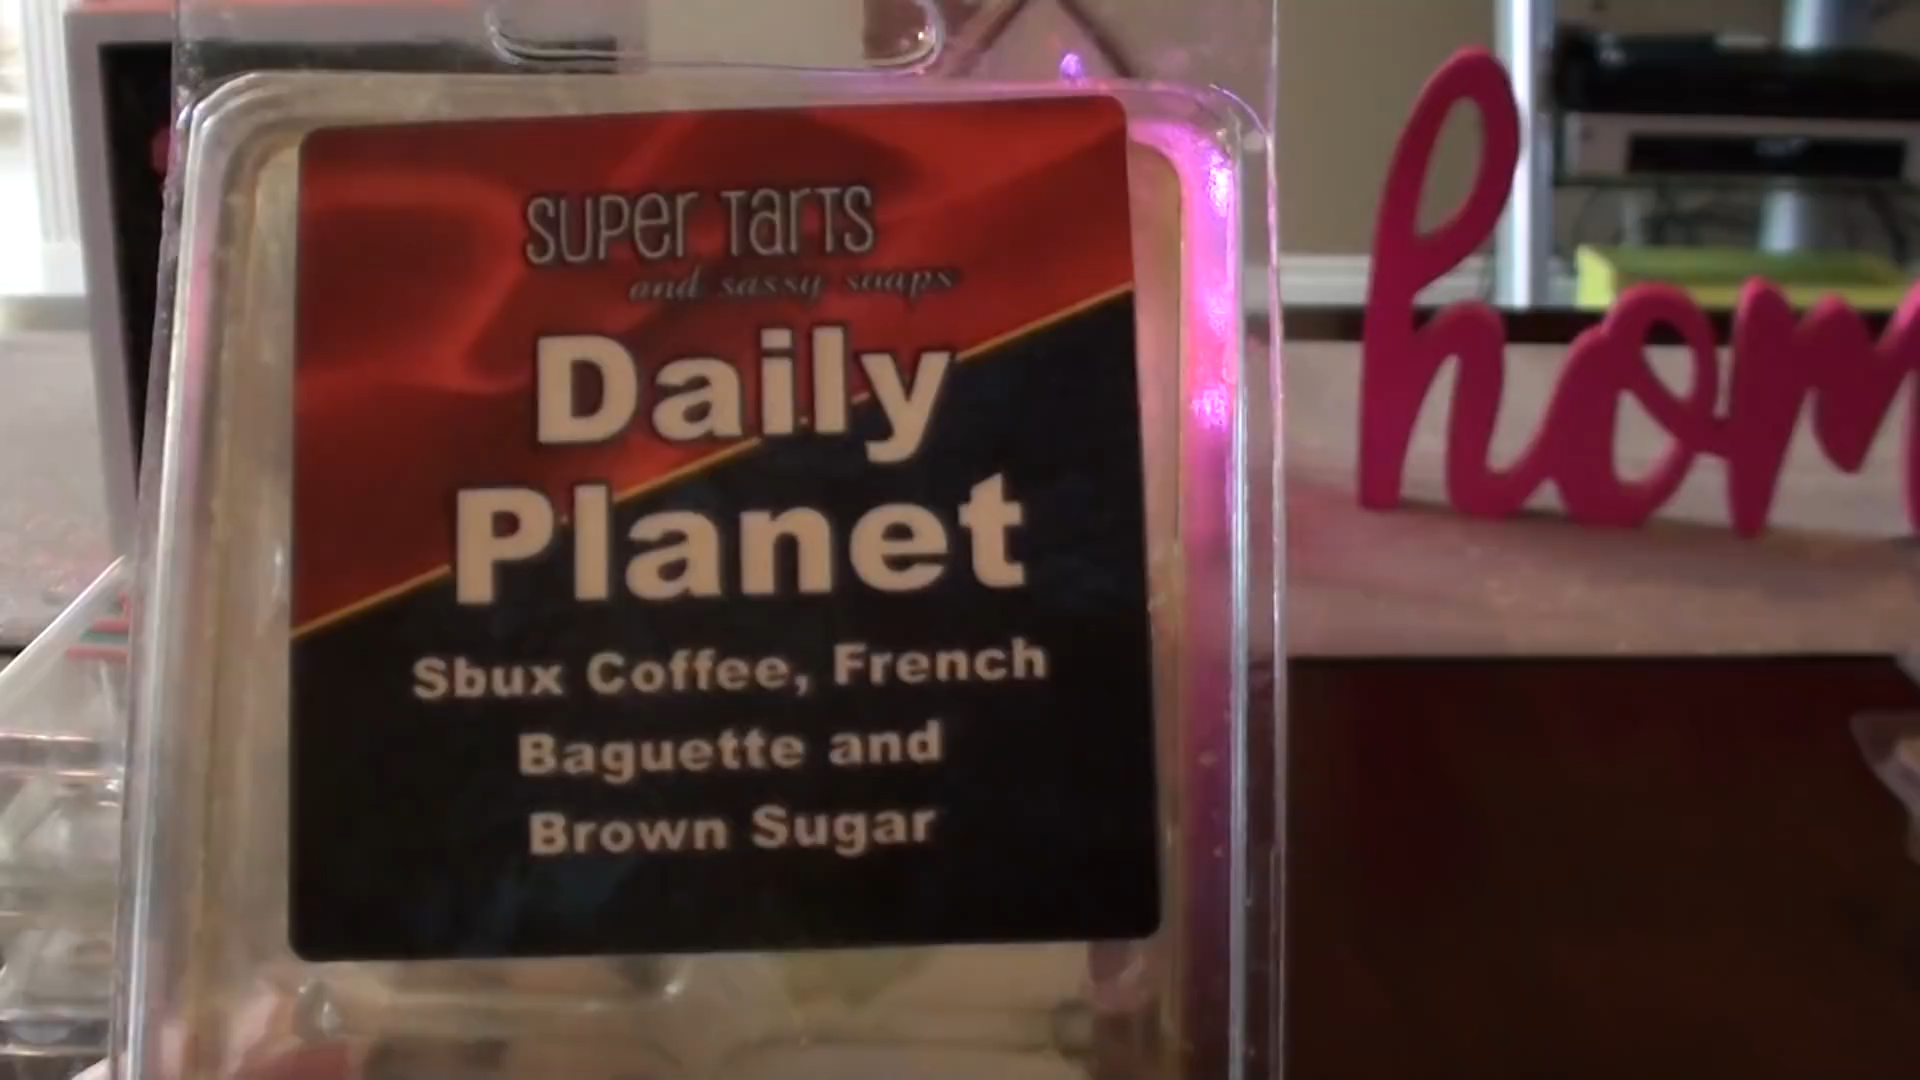 SUPer TarTS
and sassy soaps
Daily
Planet
Sbux Coffee, French
Baguette and
Brown Sugar
hom